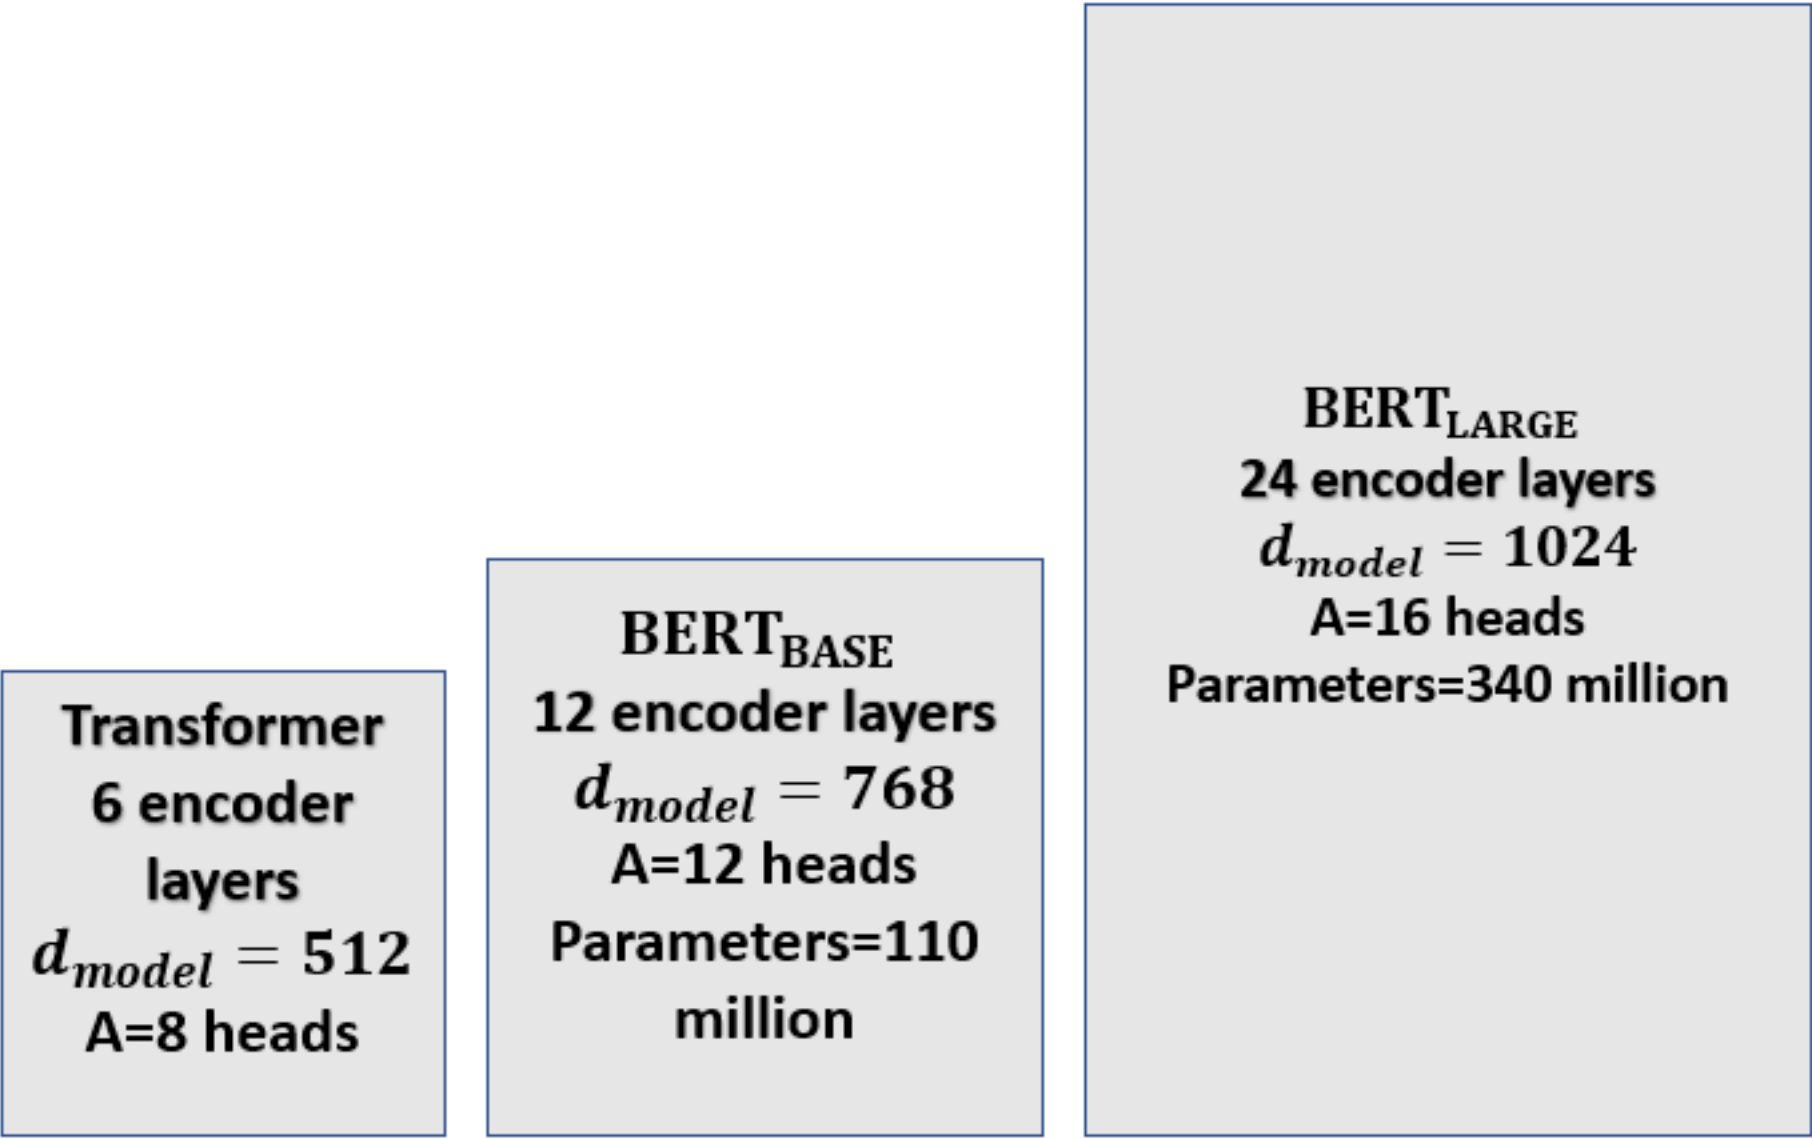 Transformer
6 encoder
layers
d_model = 512
A=8 heads
BERT_BASE
12 encoder layers
d_model = 768
A=12 heads
Parameters=110
million
BERT_LARGE
24 encoder layers
d_model = 1024
A=16 heads
Parameters=340 million